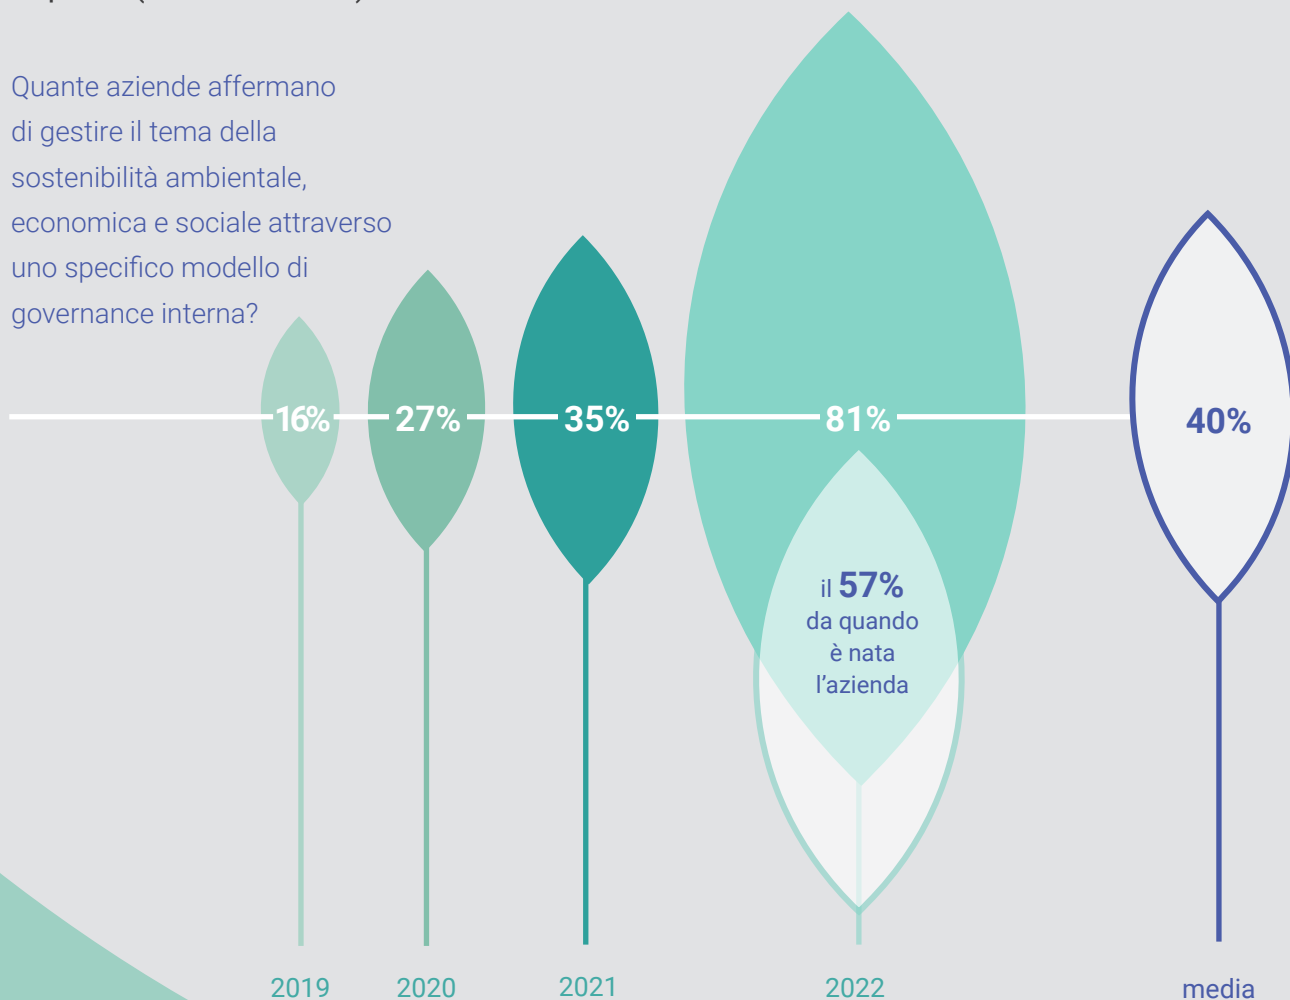 Quante aziende affermano
di gestire il tema della
sostenibilità ambientale,
economica e sociale attraverso
uno specifico modello di
governance interna?
16%
27%
35%
81%
40%
il 57%
da quando
è nata
l’azienda
2019
2020
2021
2022
media